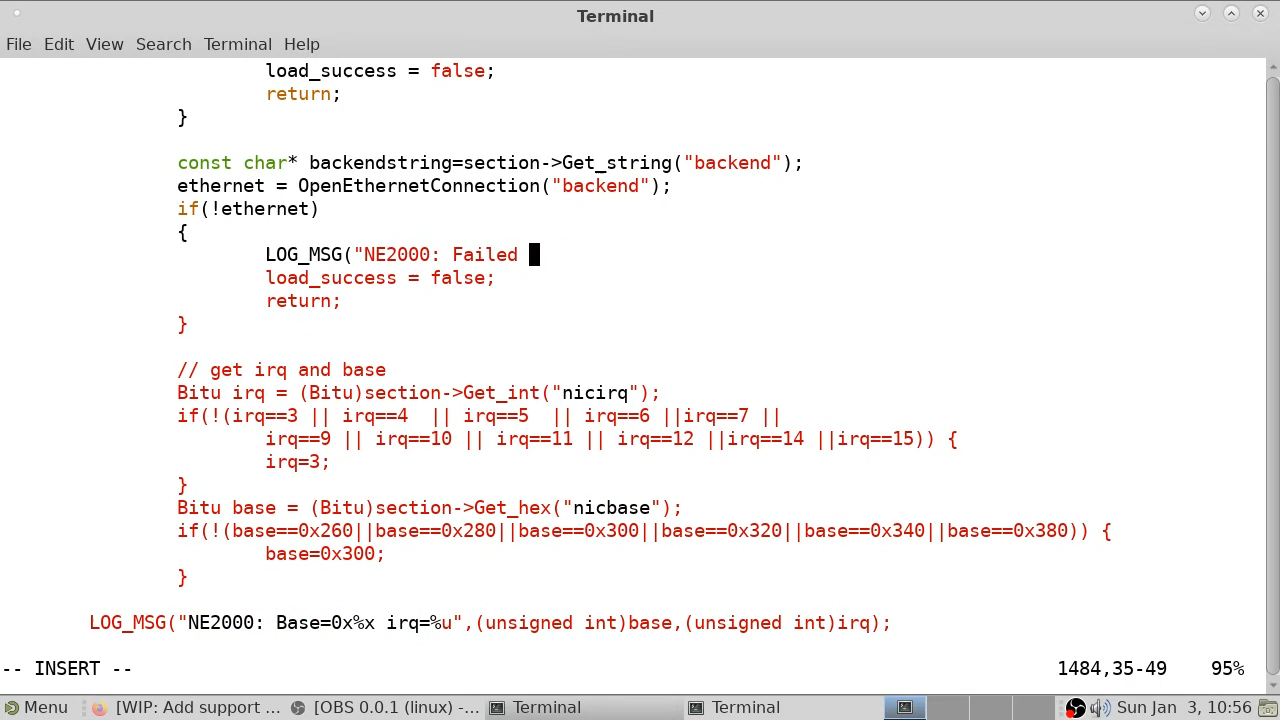 Terminal
File Edit View Search Terminal Help
load_success = false;
return;
}
const char* backendstring=section->Get_string("backend");
ethernet = OpenEthernetConnection("backend");
if(!ethernet)
{
LOG_MSG("NE2000: Failed
load_success = false;
return;
}
// get irq and base
Bitu irq = (Bitu)section->Get_int("nicirq");
if(!(irq==3 || irq==4  || irq==5  || irq==6 ||irq==7 ||
irq==9 || irq==10 || irq==11 || irq==12 ||irq==14 ||irq==15)) {
irq=3;
}
Bitu base = (Bitu)section->Get_hex("nicbase");
if(!(base==0x260||base==0x280||base==0x300||base==0x320||base==0x340||base==0x380)) {
base=0x300;
}
LOG_MSG("NE2000: Base=0x%x irq=%u",(unsigned int)base,(unsigned int)irq);
-- INSERT -- 1484,35-49 95%
Menu [WIP: Add support ... [OBS 0.0.1 (linux) -... Terminal Terminal Sun Jan 3, 10:56